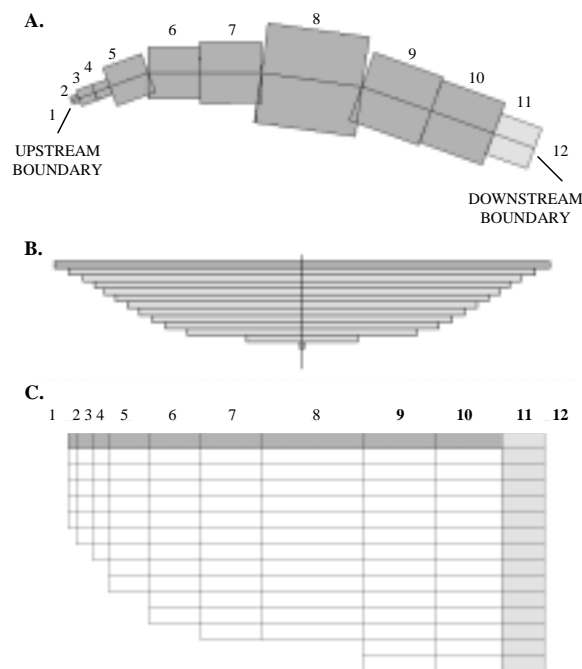 A.
1 2 3 4 5 6 7 8 9 10 11 12
UPSTREAM
BOUNDARY
DOWNSTREAM
BOUNDARY
B.
C.
1 2 3 4 5 6 7 8 9 10 11 12